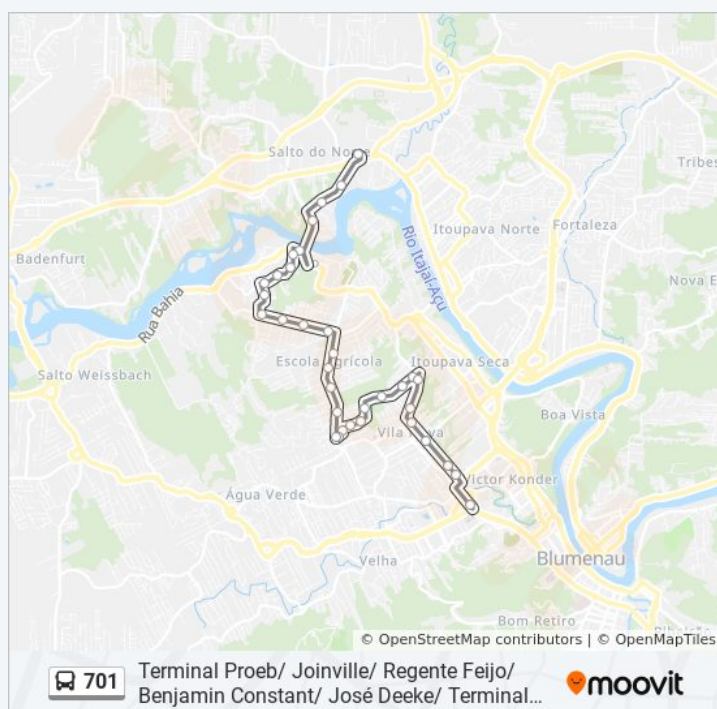 Salto do Norte
Tribes
Itoupava Norte
Fortaleza
Badenfurt
Rio Itajaí-Açu
Nova E
Rua Bahia
Escola Agrícola
Itoupava Seca
Salto Weissbach
Boa Vista
Vila Nova
Victor Konder
Água Verde
Velha
Blumenau
Bom Retiro
© OpenStreetMap contributors | © OpenMapTiles
701
Terminal Proeb/ Joinville/ Regente Feijo/
Benjamin Constant/ José Deeke/ Terminal...
moovit